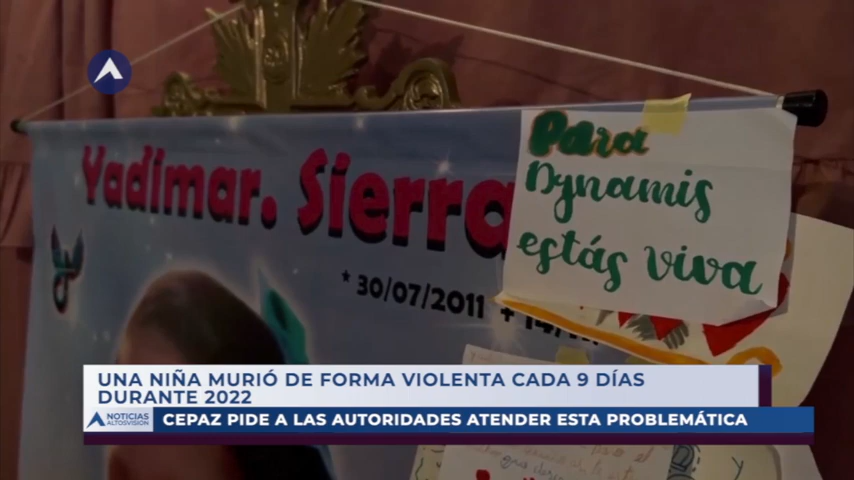 Yadimar. Sierra
* 30/07/2011 +
Para
Dynamis
estás viva
UNA NIÑA MURIÓ DE FORMA VIOLENTA CADA 9 DÍAS
DURANTE 2022
NOTICIAS
ALTOSVISIÓN
CEPAZ PIDE A LAS AUTORIDADES ATENDER ESTA PROBLEMÁTICA